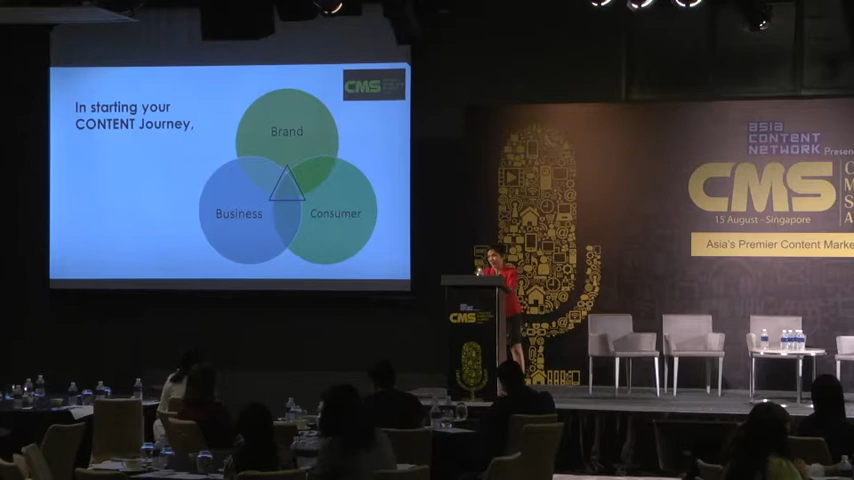 In starting your
CONTENT Journey,
CMS
Brand
Business
Consumer
ASIA
CONTENT
NETWORK
CMS
15 August - Singapore
Asia's Premier Content Marke
CMS